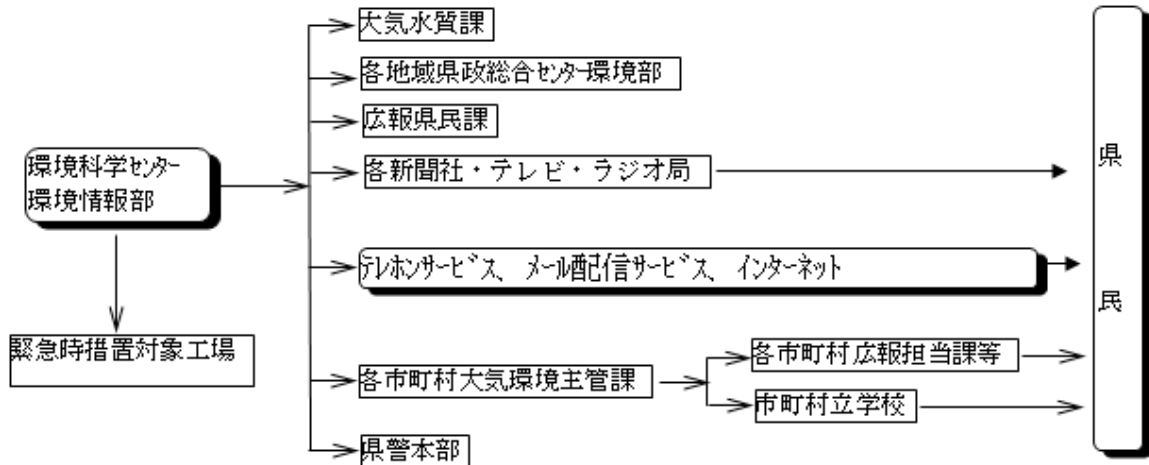 大気水質課
各地域県政総合ｾﾝﾀｰ環境部
広報県民課
環境科学ｾﾝﾀｰ
環境情報部
各新聞社・テレビ・ラジオ局
ﾃﾚﾎﾝｻｰﾋﾞｽ、ﾒｰﾙ配信ｻｰﾋﾞｽ、ｲﾝﾀｰﾈｯﾄ
緊急時措置対象工場
各市町村大気環境主管課
各市町村広報担当課等
市町村立学校
県警本部
県
民